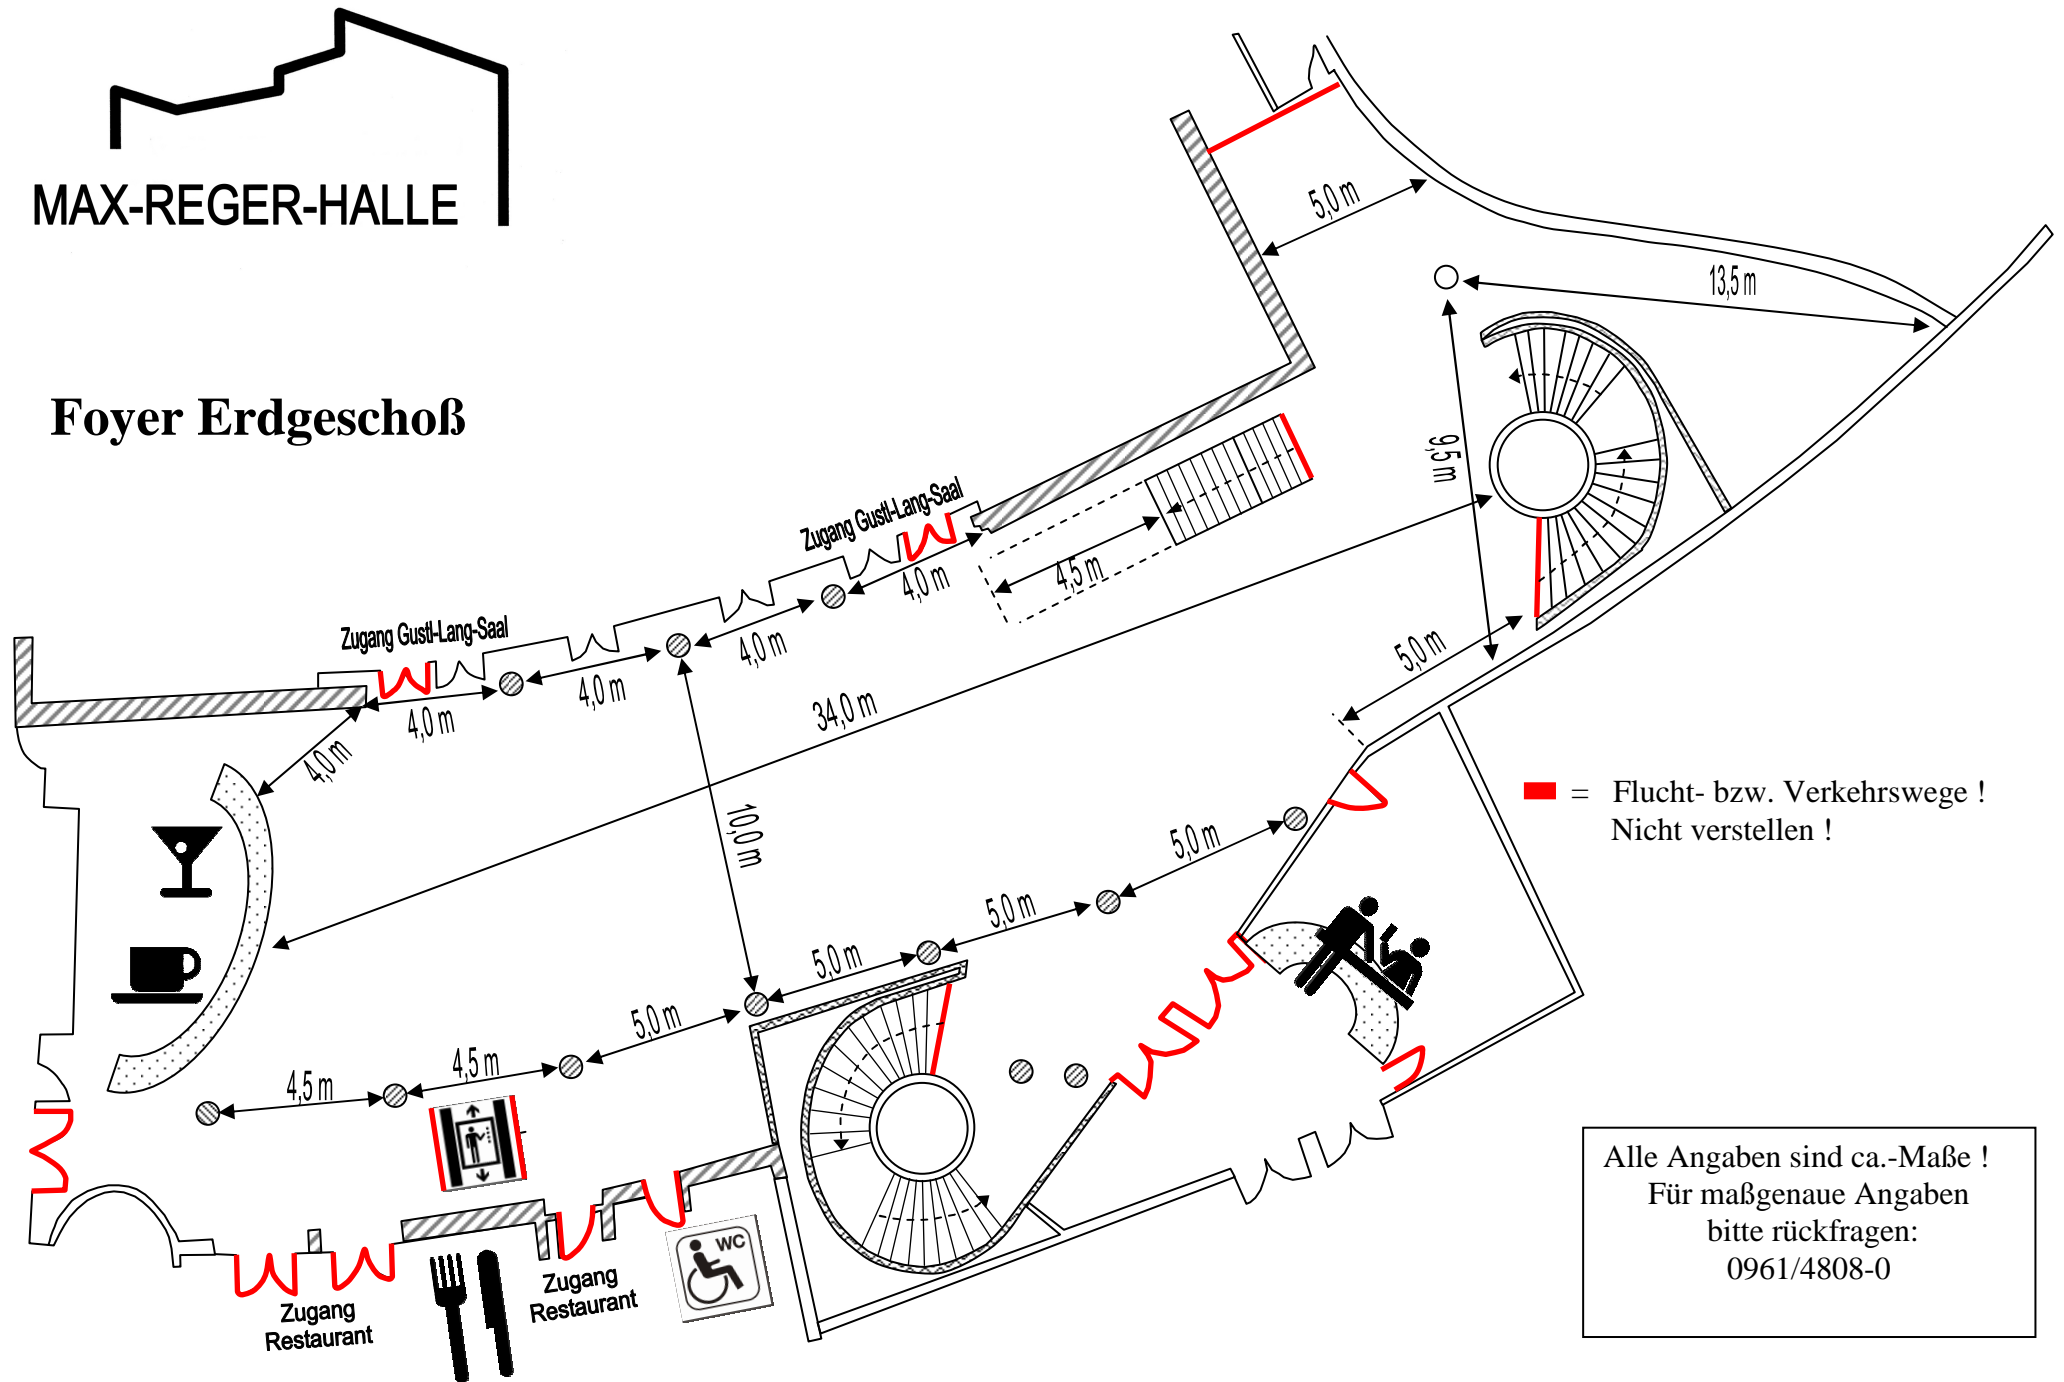 MAX-REGER-HALLE
Foyer Erdgeschoß
5,0 m
13,5 m
9,5 m
Zugang Gustl-Lang-Saal
4,0 m
4,5 m
Zugang Gustl-Lang-Saal
4,0 m
4,0 m
4,0 m
4,0 m
34,0 m
5,0 m
10,0 m
= Flucht- bzw. Verkehrswege !
Nicht verstellen !
5,0 m
5,0 m
5,0 m
5,0 m
4,5 m
4,5 m
WC
Zugang
Restaurant
Zugang
Restaurant
Alle Angaben sind ca.-Maße !
Für maßgenaue Angaben
bitte rückfragen:
0961/4808-0